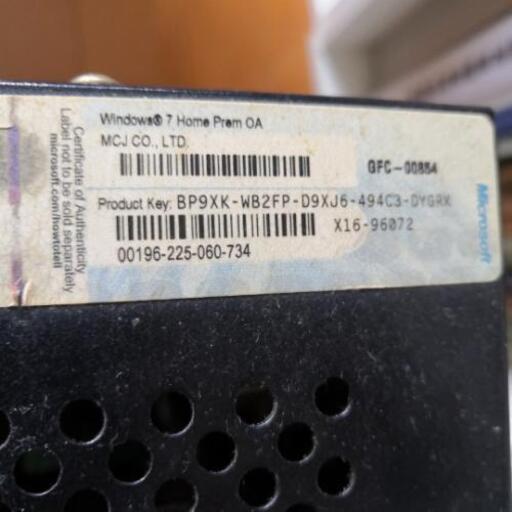 Windows® 7 Home Prem OA
MCJ CO., LTD.
GFC-00854
Product Key: BP9XK-WB2FP-D9XJ6-494C3-DYGRK
X16-96072
00196-225-060-734
Certificate of Authenticity
Label not to be sold separately
microsoft.com/howtotell
Microsoft